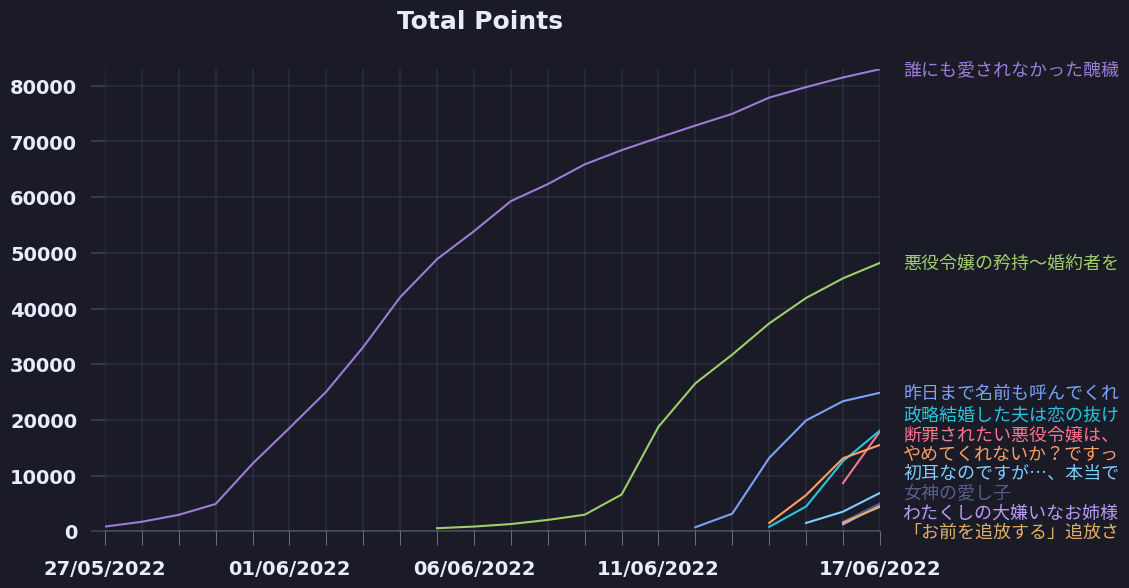 Total Points
80000
70000
60000
50000
40000
30000
20000
10000
0
27/05/2022
01/06/2022
06/06/2022
11/06/2022
17/06/2022
誰にも愛されなかった醜穢
悪役令嬢の矜持～婚約者を
昨日まで名前も呼んでくれ
政略結婚した夫は恋の抜け
断罪されたい悪役令嬢は、
やめてくれないか？ですっ
初耳なのですが…、本当で
女神の愛し子
わたくしの大嫌いなお姉様
「お前を追放する」追放さ